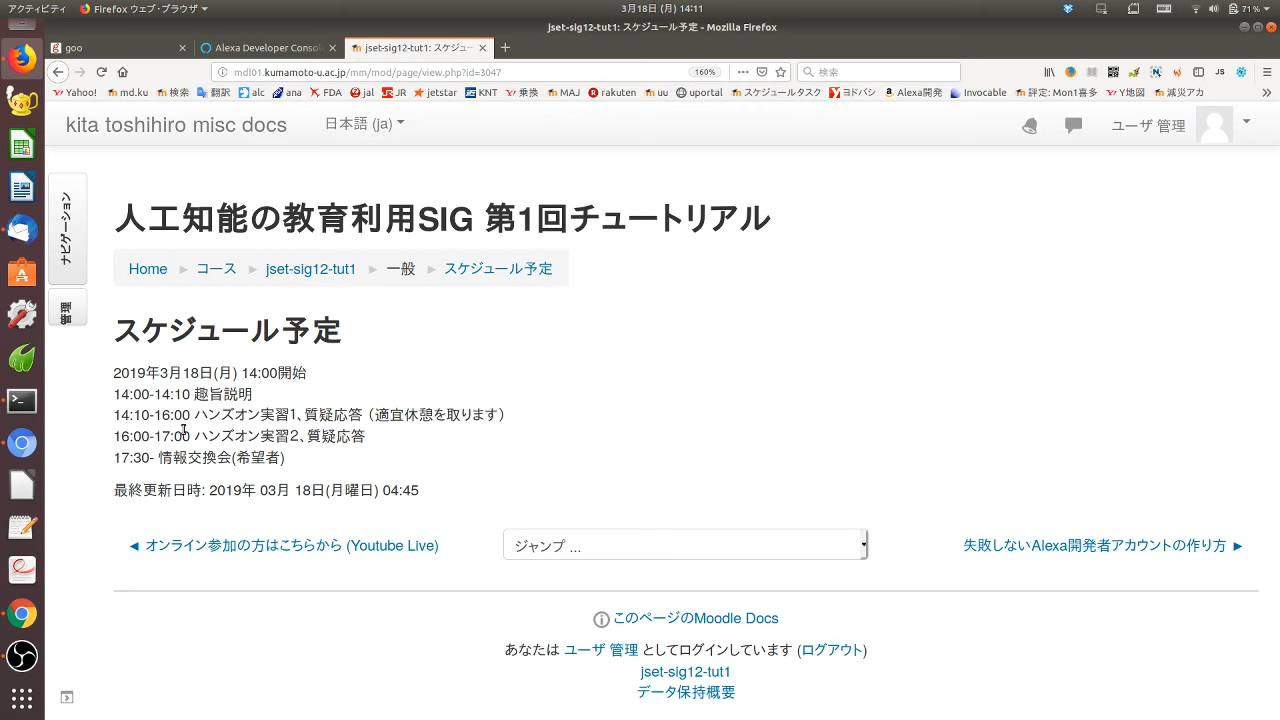 アクティビティ Firefox ウェブ・ブラウザ 3月18日 (月) 14:11 71%
jset-sig12-tut1: スケジュール予定 - Mozilla Firefox
goo Alexa Developer Consol jset-sig12-tut1: スケジュー
mdl01.kumamoto-u.ac.jp/mm/mod/page/view.php?id=3047 160% 検索
Yahoo! md.ku 検索 翻訳 alc ana FDA jal JR jetstar KNT 乗換 MAJ rakuten uu uportal スケジュールタスク ヨドバシ Alexa開発 Invocable 評定: Mon1喜多 Y地図 減災アカ
kita toshihiro misc docs 日本語 (ja) ユーザ 管理
ナビゲーション
管理
人工知能の教育利用SIG 第1回チュートリアル
Home ► コース ► jset-sig12-tut1 ► 一般 ► スケジュール予定
スケジュール予定
2019年3月18日(月) 14:00開始
14:00-14:10 趣旨説明
14:10-16:00 ハンズオン実習1、質疑応答 (適宜休憩を取ります)
16:00-17:00 ハンズオン実習2、質疑応答
17:30- 情報交換会(希望者)
最終更新日時: 2019年 03月 18日(月曜日) 04:45
◄ オンライン参加の方はこちらから (Youtube Live) ジャンプ ... 失敗しないAlexa開発者アカウントの作り方 ►
このページのMoodle Docs
あなたは ユーザ 管理 としてログインしています (ログアウト)
jset-sig12-tut1
データ保持概要